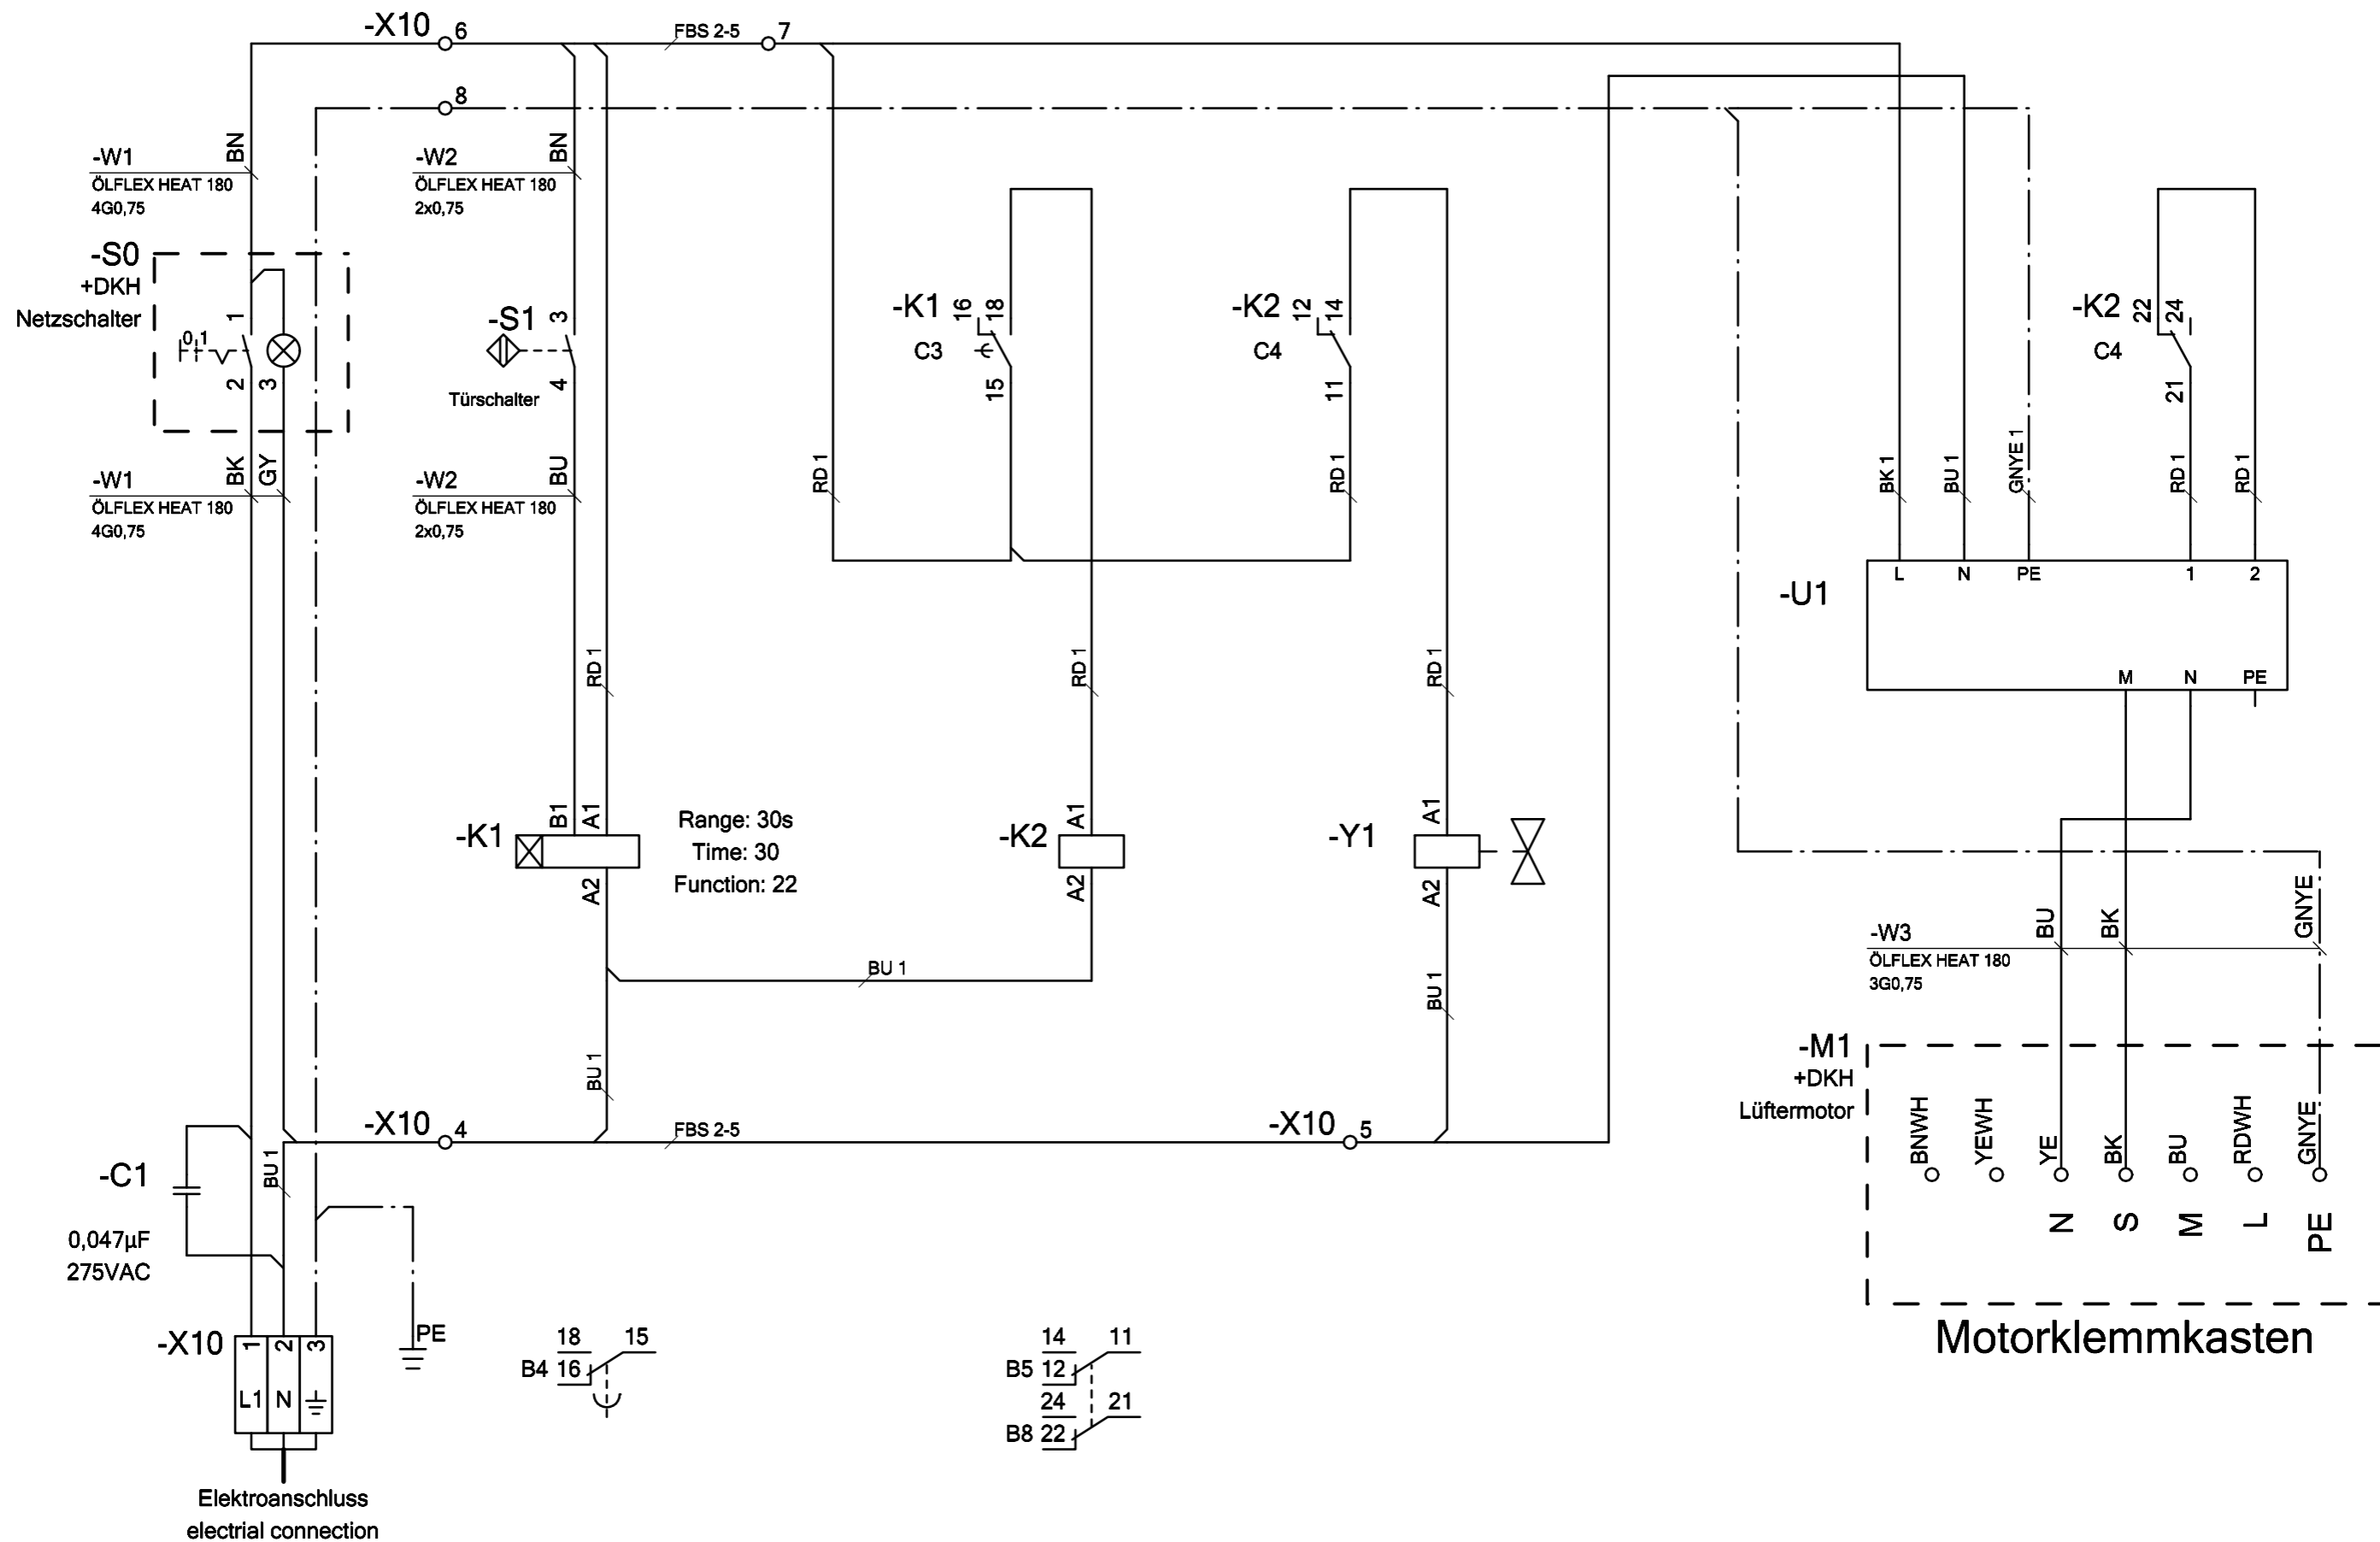 -X10 6 FBS 2-5 7
8
-W1 BN
ÖLFLEX HEAT 180
4G0,75
-W2 BN
ÖLFLEX HEAT 180
2x0,75
-S0
+DKH
Netzschalter
0 1
1
2 3
-S1 3
4
Türschalter
-K1 16 18
C3
15
-K2 12 14
C4
11
-K2 22 24
C4
21
-W1 BK GY
ÖLFLEX HEAT 180
4G0,75
-W2 BU
ÖLFLEX HEAT 180
2x0,75
RD 1
RD 1
BK 1
BU 1
GNYE 1
RD 1
RD 1
-U1
L N PE 1 2
M N PE
RD 1
RD 1
RD 1
-K1 B1 A1
A2
Range: 30s
Time: 30
Function: 22
-K2 A1
A2
-Y1 A1
A2
BU 1
BU 1
BU 1
-W3 BU BK GNYE
ÖLFLEX HEAT 180
3G0,75
-M1
+DKH
Lüftermotor
BNWH YEWH YE BK BU RDWH GNYE
N S M L PE
Motorklemmkasten
-X10 4 FBS 2-5 -X10 5
-C1
0,047µF
275VAC
BU 1
-X10 1 2 3
L1 N
PE
Elektroanschluss
electrial connection
18 15
B4 16
14 11
B5 12
24 21
B8 22